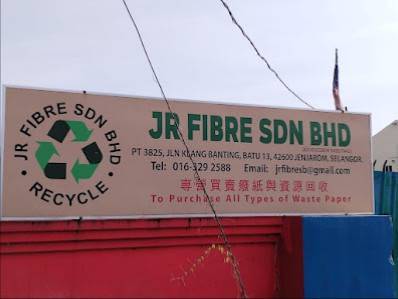 JR FIBRE SDN BHD
RECYCLE
JR FIBRE SDN BHD
PT 3825, JLN KLANG BANTING, BATU 13, 42600 JENJAROM, SELANGOR.
Tel: 016-329 2588 Email: jrfibresb@gmail.com
專營買賣廢紙與資源回收
To Purchase All Types of Waste Paper